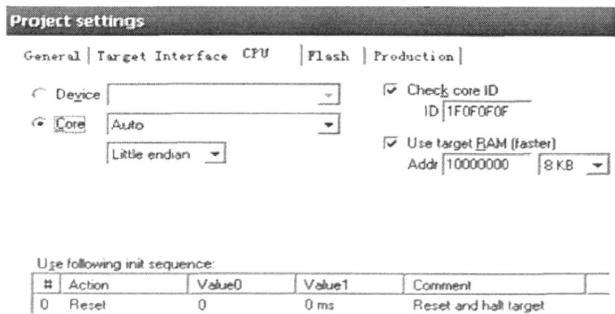 Project settings
General Target Interface CPU Flash Production
Device
Check core ID
ID 1F0F0F0F
Core Auto
Little endian
Use target RAM (faster)
Addr 10000000 8 KB
Use following init sequence:
# Action Value0 Value1 Comment
0 Reset 0 0 ms Reset and halt target